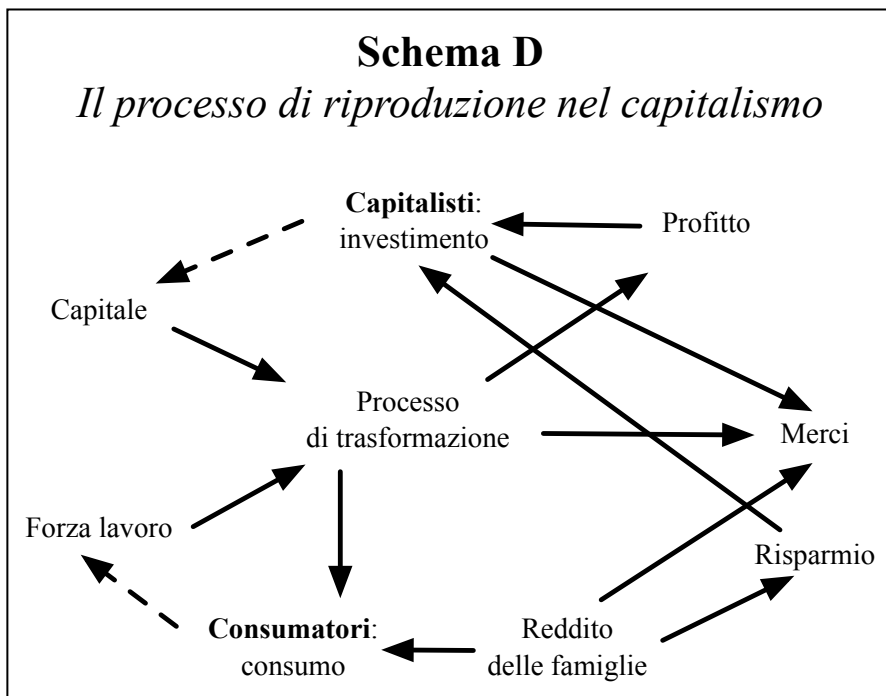 Schema D
Il processo di riproduzione nel capitalismo
Capitalisti:
investimento
Profitto
Capitale
Processo
di trasformazione
Merci
Forza lavoro
Risparmio
Consumatori:
consumo
Reddito
delle famiglie